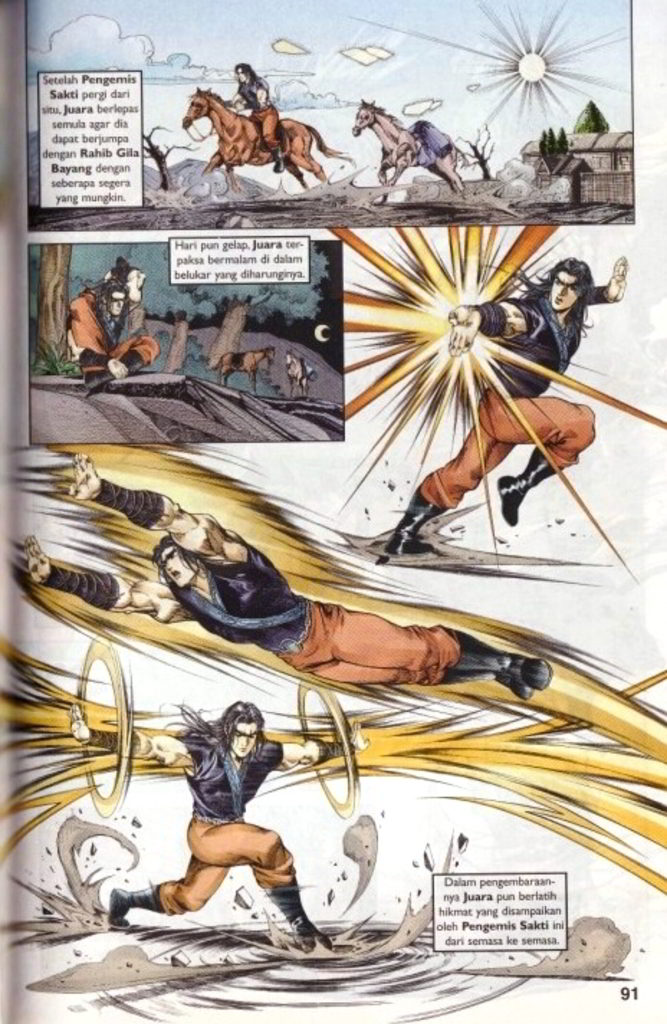 Setelah Pengemis
Sakti pergi dari
situ, Juara berlepas
semula agar dia
dapat berjumpa
dengan Rahib Gila
Bayang dengan
seberapa segera
yang mungkin.
Hari pun gelap, Juara ter-
paksa bermalam di dalam
belukar yang diharunginya.
Dalam pengembaraan-
nya Juara pun berlatih
hikmat yang disampaikan
oleh Pengemis Sakti ini
dari semasa ke semasa.
91